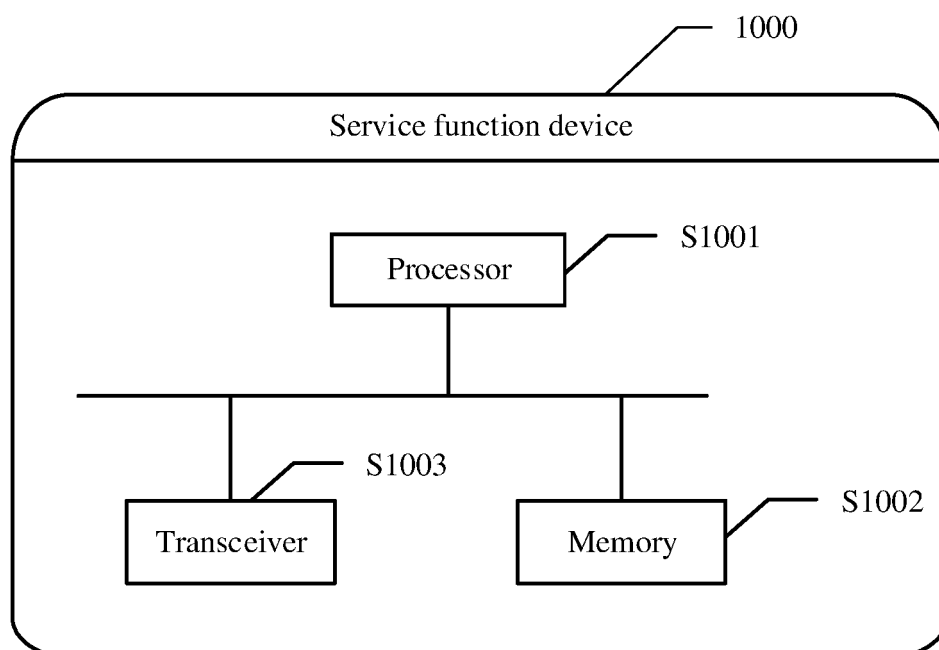 1000
Service function device
S1001
Processor
S1003
Transceiver
S1002
Memory